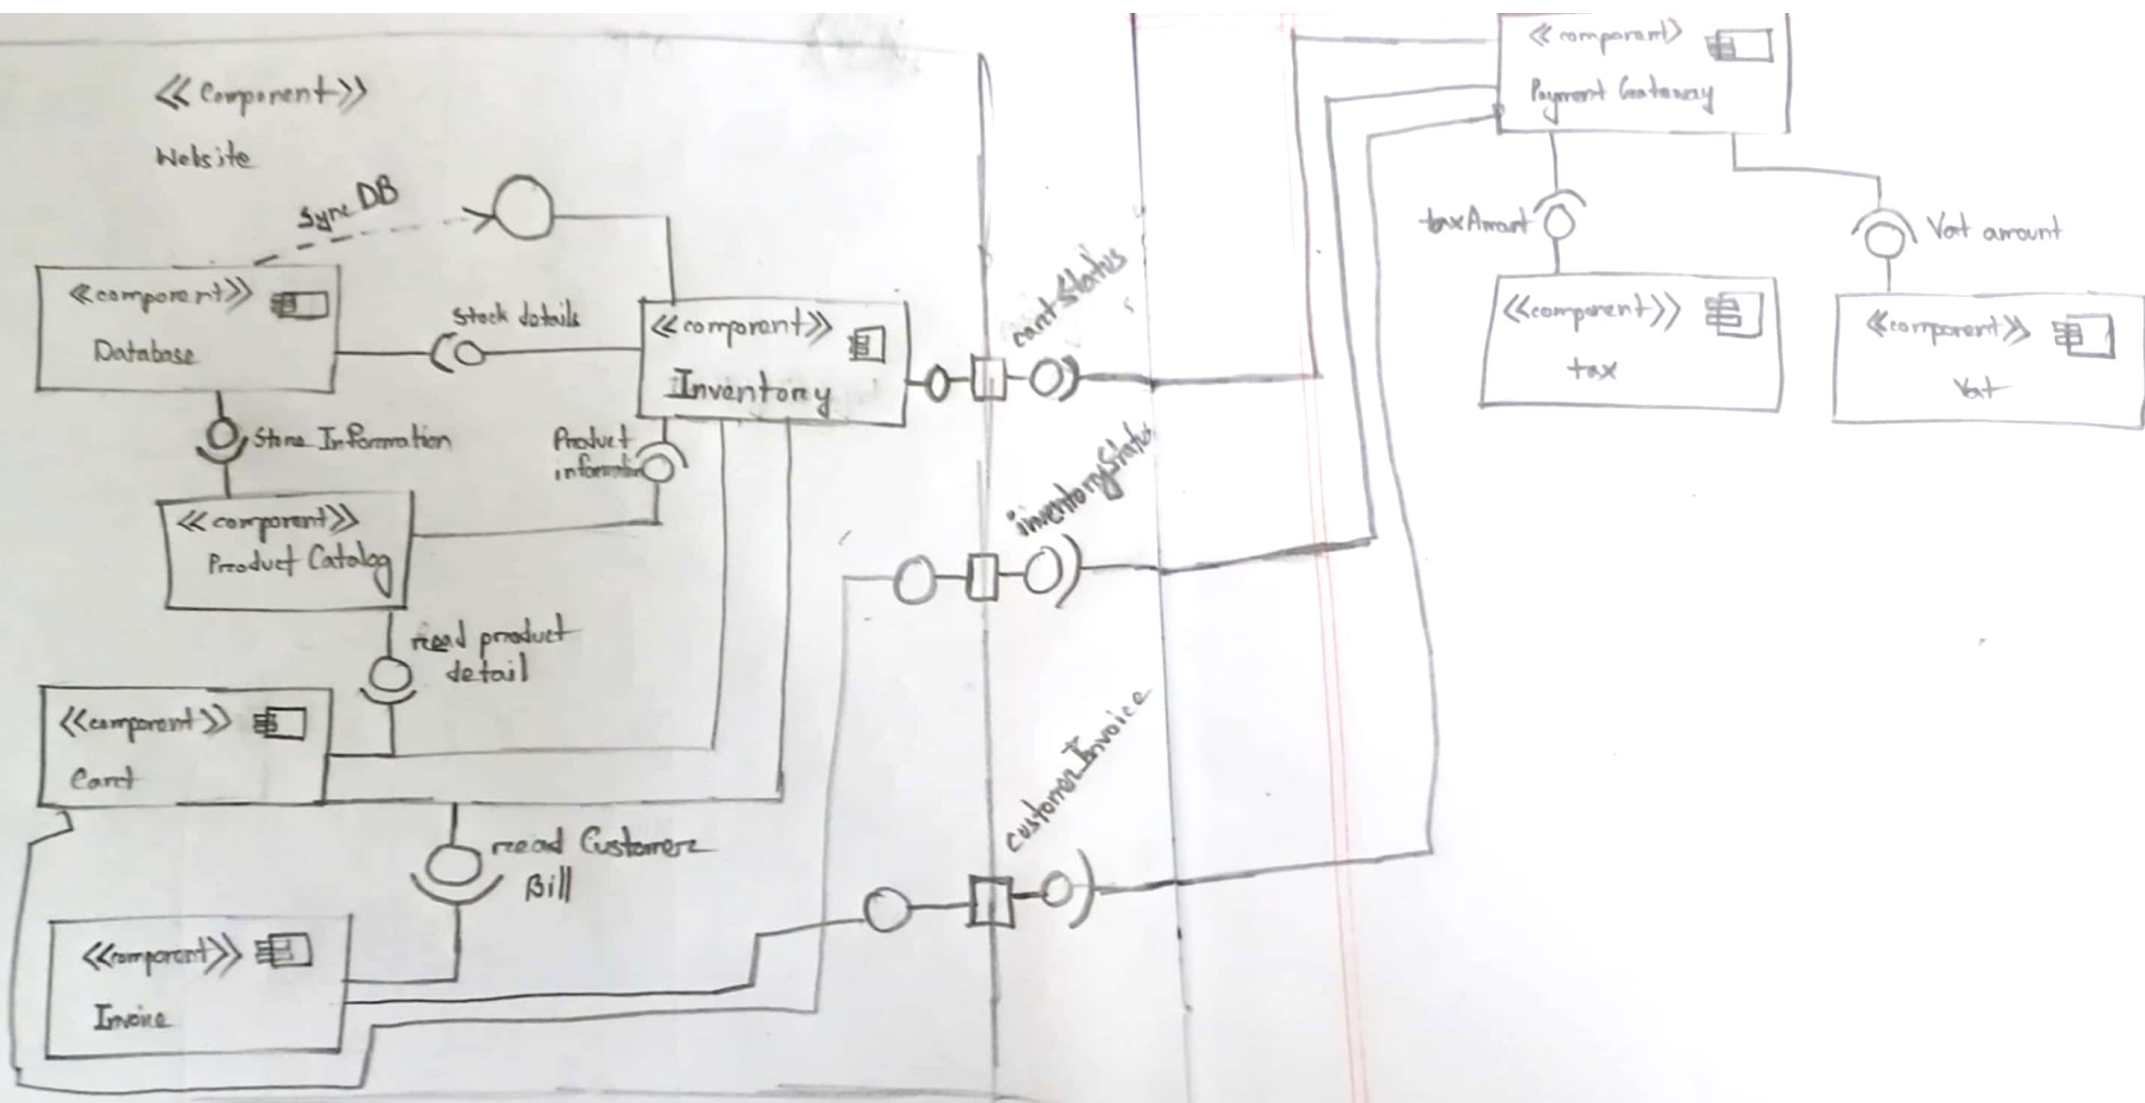 << Component >>
Website
Sync DB
<<component>>
Database
Stock details
<<component>>
Inventory
Store Information
Product
information
<<component>>
Product Catalog
read product
detail
<<component>>
Cart
read Customer
Bill
<<component>>
Invoice
cartStatus
inventoryStatus
customerInvoice
<<component>>
Payment Gateway
taxAmount
Vat amount
<<component>>
tax
<<component>>
Vat